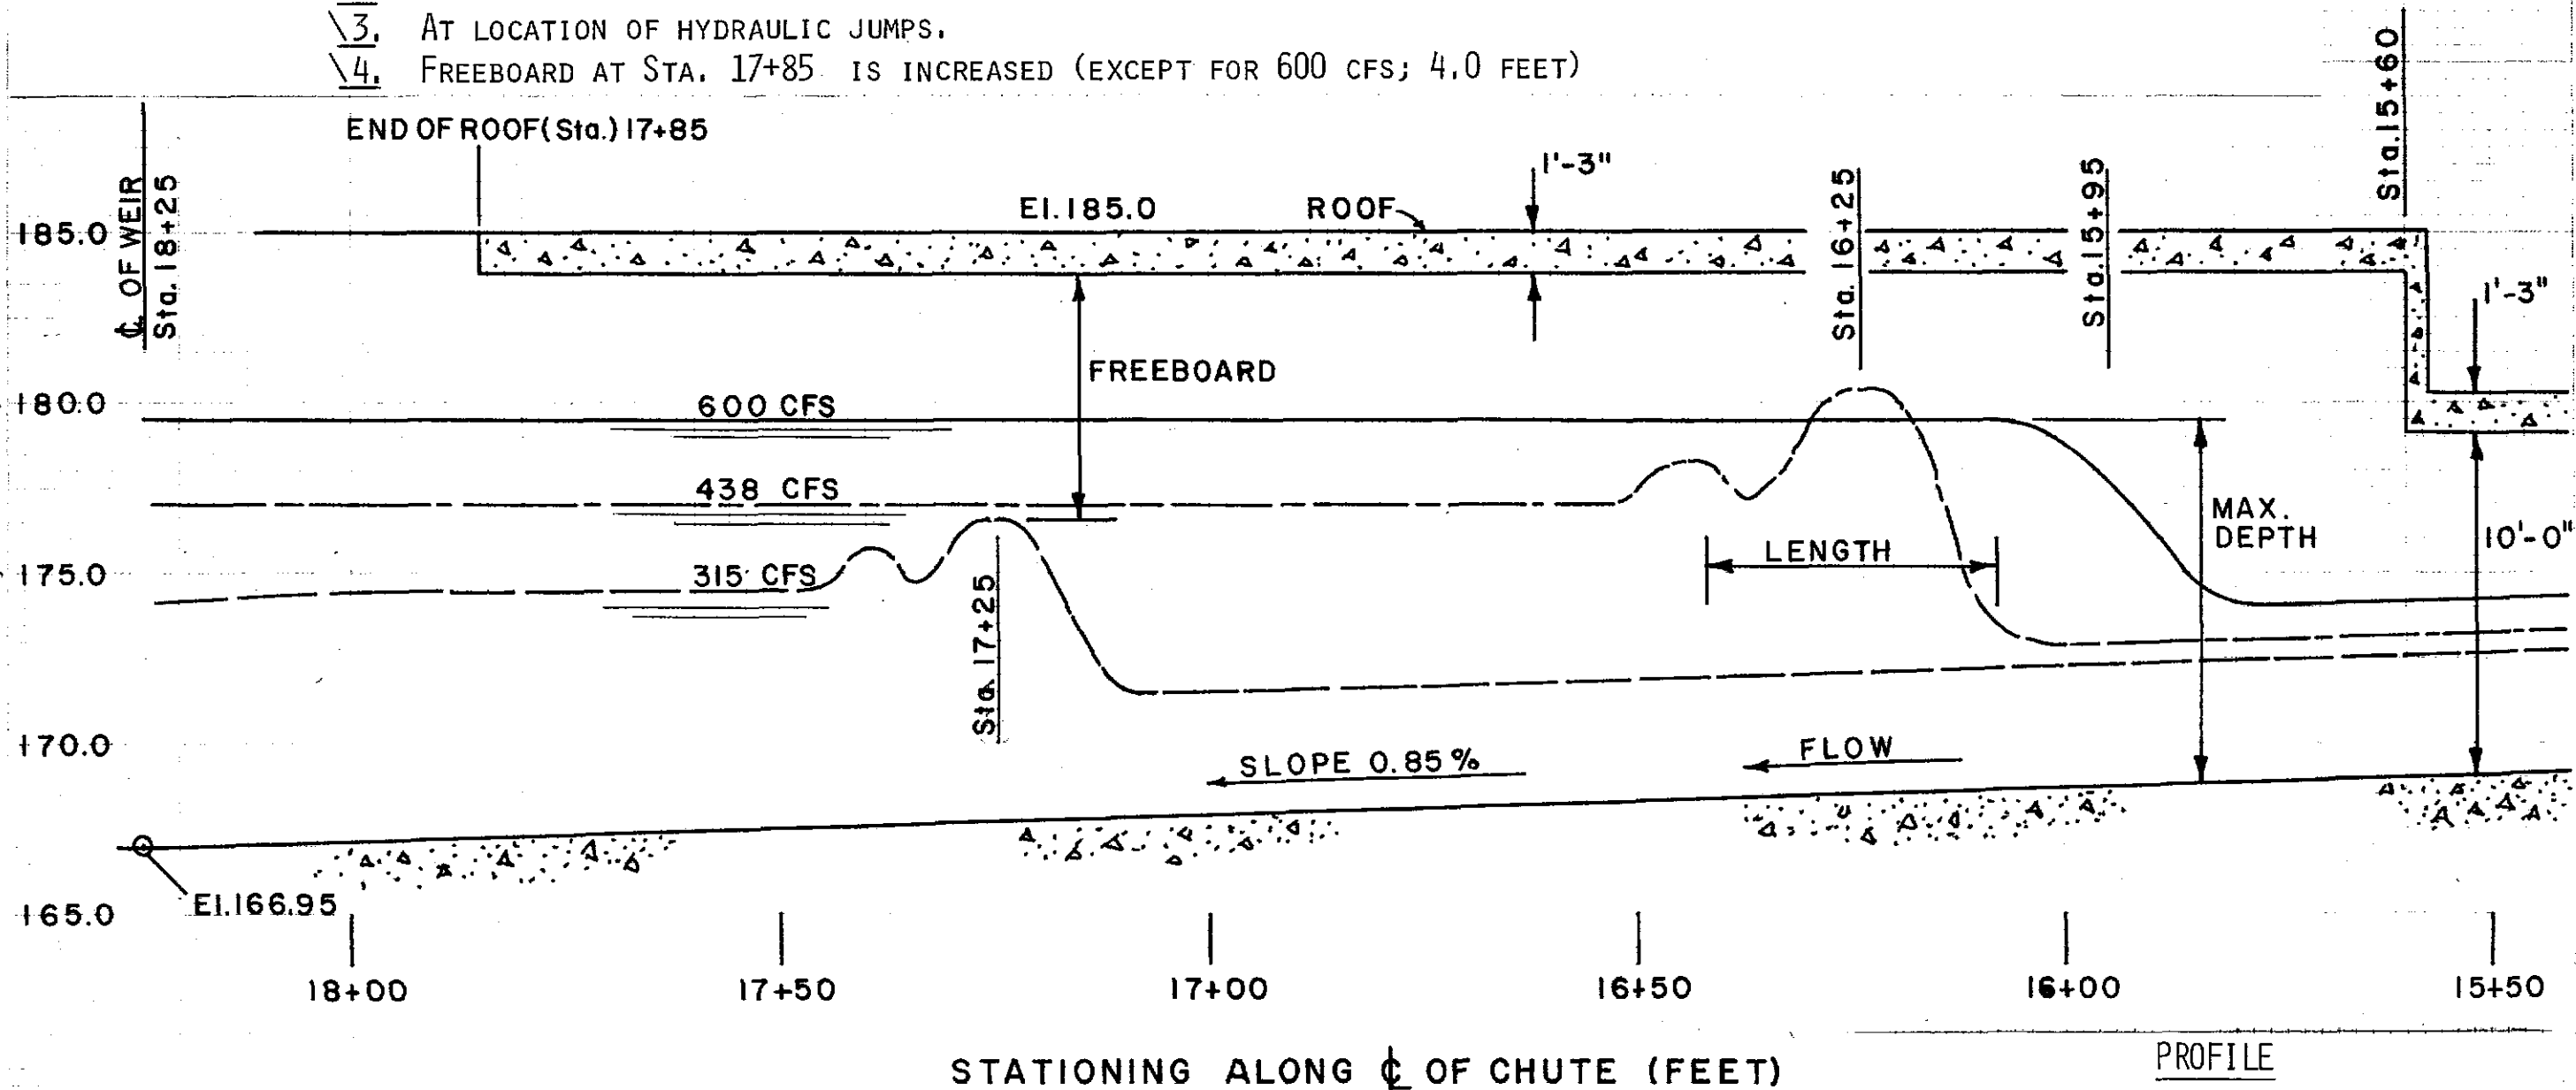 \3. AT LOCATION OF HYDRAULIC JUMPS.
\4. FREEBOARD AT STA. 17+85 IS INCREASED (EXCEPT FOR 600 CFS; 4.0 FEET)
END OF ROOF(Sta.) 17+85
℄ OF WEIR
Sta. 18+25
El. 185.0
ROOF
1'-3"
Sta. 16+25
Sta. 15+95
Sta. 15+60
1'-3"
185.0
FREEBOARD
180.0
600 CFS
438 CFS
MAX.
DEPTH
10'-0"
LENGTH
175.0
315 CFS
Sta. 17+25
170.0
SLOPE 0.85%
FLOW
165.0
El. 166.95
18+00
17+50
17+00
16+50
16+00
15+50
STATIONING ALONG ℄ OF CHUTE (FEET)
PROFILE